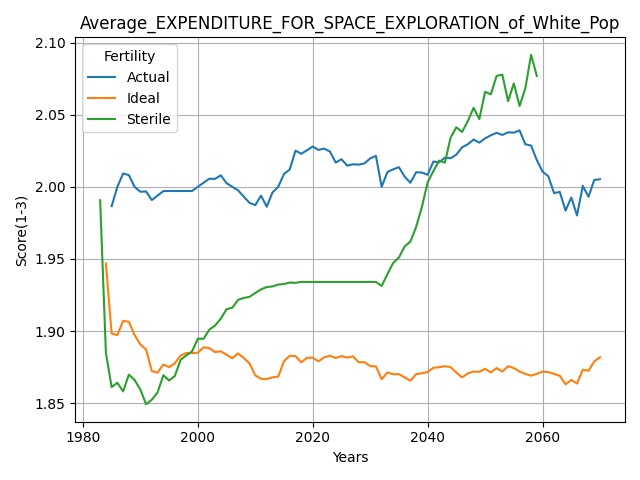 Average_EXPENDITURE_FOR_SPACE_EXPLORATION_of_White_Pop
Fertility
Actual
Ideal
Sterile
Score(1-3)
2.10
2.05
2.00
1.95
1.90
1.85
1980
2000
2020
2040
2060
Years